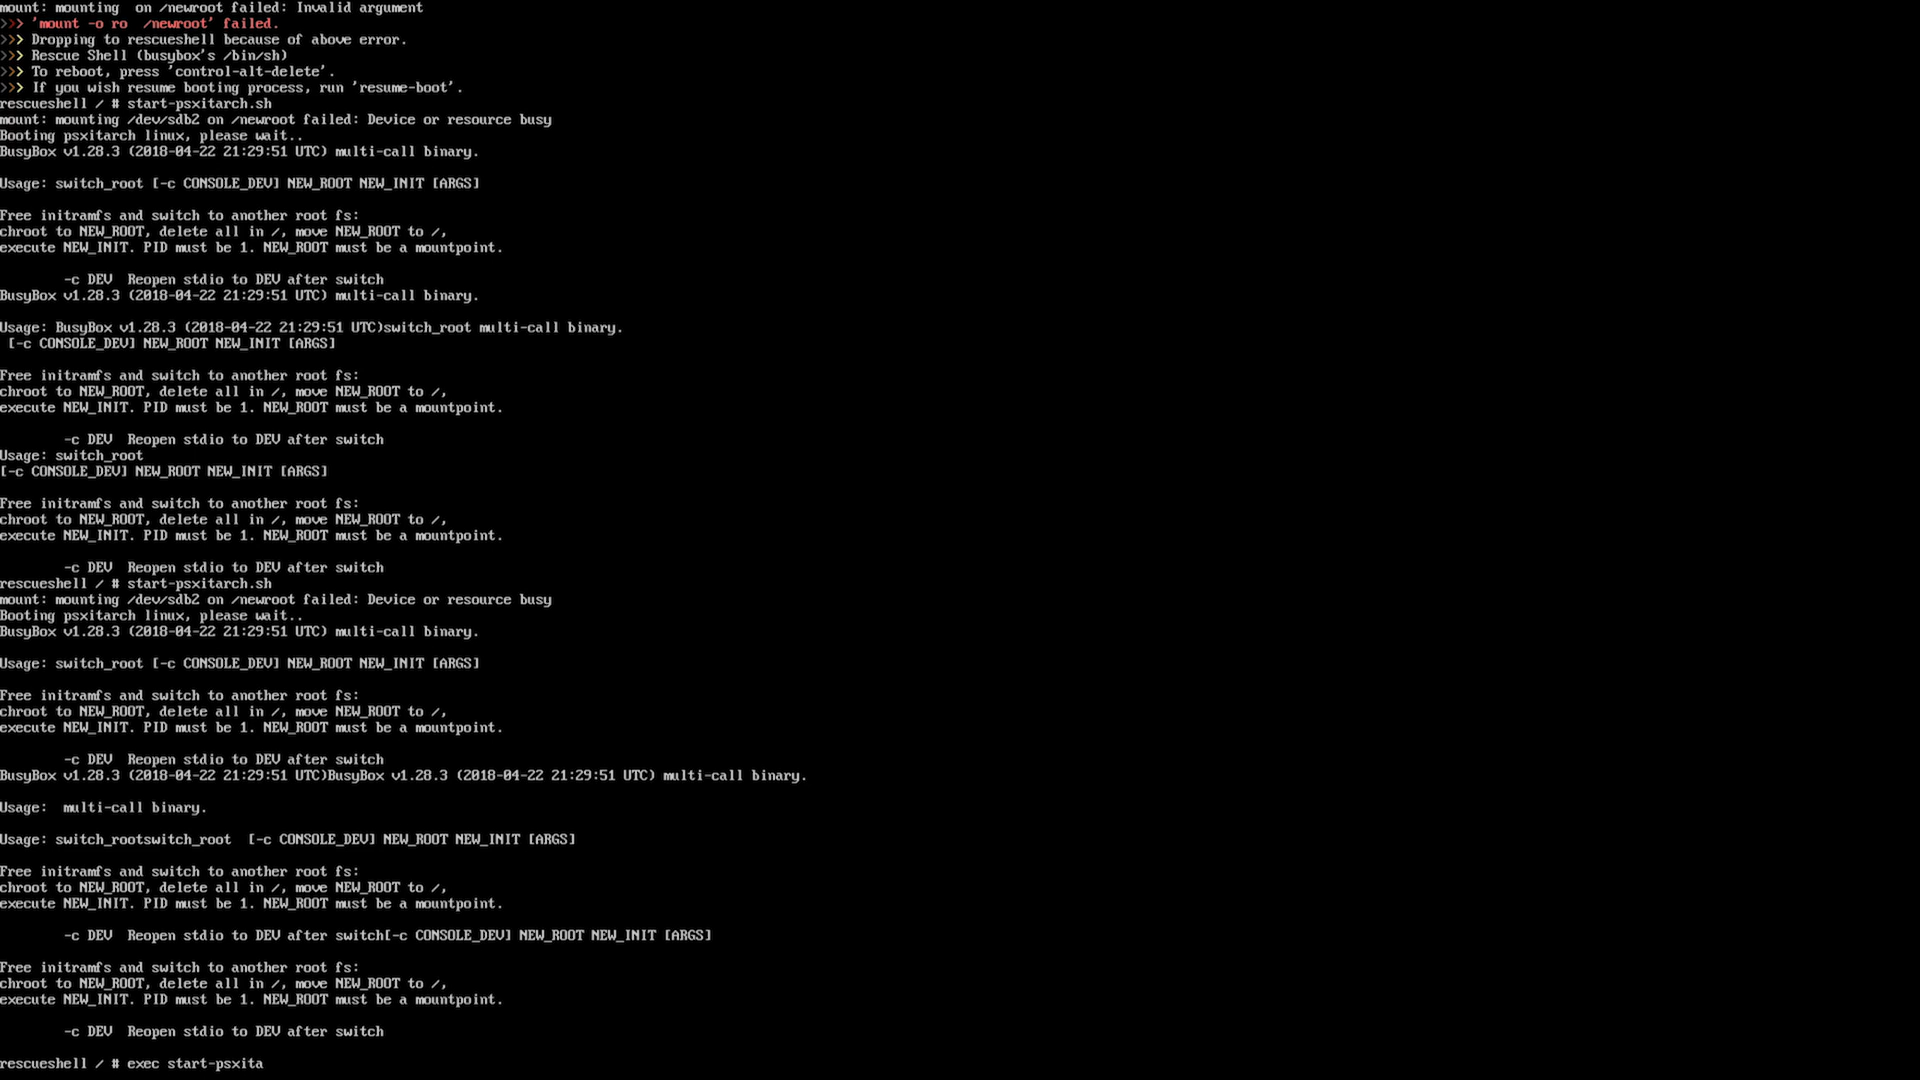 mount: mounting  on /newroot failed: Invalid argument
>>> 'mount -o ro  /newroot' failed.
>>> Dropping to rescueshell because of above error.
>>> Rescue Shell (busybox's /bin/sh)
>>> To reboot, press 'control-alt-delete'.
>>> If you wish resume booting process, run 'resume-boot'.
rescueshell / # start-psxitarch.sh
mount: mounting /dev/sdb2 on /newroot failed: Device or resource busy
Booting psxitarch linux, please wait..
BusyBox v1.28.3 (2018-04-22 21:29:51 UTC) multi-call binary.

Usage: switch_root [-c CONSOLE_DEV] NEW_ROOT NEW_INIT [ARGS]

Free initramfs and switch to another root fs:
chroot to NEW_ROOT, delete all in /, move NEW_ROOT to /,
execute NEW_INIT. PID must be 1. NEW_ROOT must be a mountpoint.

        -c DEV  Reopen stdio to DEV after switch
BusyBox v1.28.3 (2018-04-22 21:29:51 UTC) multi-call binary.

Usage: BusyBox v1.28.3 (2018-04-22 21:29:51 UTC)switch_root multi-call binary.
 [-c CONSOLE_DEV] NEW_ROOT NEW_INIT [ARGS]

Free initramfs and switch to another root fs:
chroot to NEW_ROOT, delete all in /, move NEW_ROOT to /,
execute NEW_INIT. PID must be 1. NEW_ROOT must be a mountpoint.

        -c DEV  Reopen stdio to DEV after switch
Usage: switch_root
[-c CONSOLE_DEV] NEW_ROOT NEW_INIT [ARGS]

Free initramfs and switch to another root fs:
chroot to NEW_ROOT, delete all in /, move NEW_ROOT to /,
execute NEW_INIT. PID must be 1. NEW_ROOT must be a mountpoint.

        -c DEV  Reopen stdio to DEV after switch
rescueshell / # start-psxitarch.sh
mount: mounting /dev/sdb2 on /newroot failed: Device or resource busy
Booting psxitarch linux, please wait..
BusyBox v1.28.3 (2018-04-22 21:29:51 UTC) multi-call binary.

Usage: switch_root [-c CONSOLE_DEV] NEW_ROOT NEW_INIT [ARGS]

Free initramfs and switch to another root fs:
chroot to NEW_ROOT, delete all in /, move NEW_ROOT to /,
execute NEW_INIT. PID must be 1. NEW_ROOT must be a mountpoint.

        -c DEV  Reopen stdio to DEV after switch
BusyBox v1.28.3 (2018-04-22 21:29:51 UTC)BusyBox v1.28.3 (2018-04-22 21:29:51 UTC) multi-call binary.

Usage:  multi-call binary.

Usage: switch_rootswitch_root  [-c CONSOLE_DEV] NEW_ROOT NEW_INIT [ARGS]

Free initramfs and switch to another root fs:
chroot to NEW_ROOT, delete all in /, move NEW_ROOT to /,
execute NEW_INIT. PID must be 1. NEW_ROOT must be a mountpoint.

        -c DEV  Reopen stdio to DEV after switch[-c CONSOLE_DEV] NEW_ROOT NEW_INIT [ARGS]

Free initramfs and switch to another root fs:
chroot to NEW_ROOT, delete all in /, move NEW_ROOT to /,
execute NEW_INIT. PID must be 1. NEW_ROOT must be a mountpoint.

        -c DEV  Reopen stdio to DEV after switch

rescueshell / # exec start-psxita